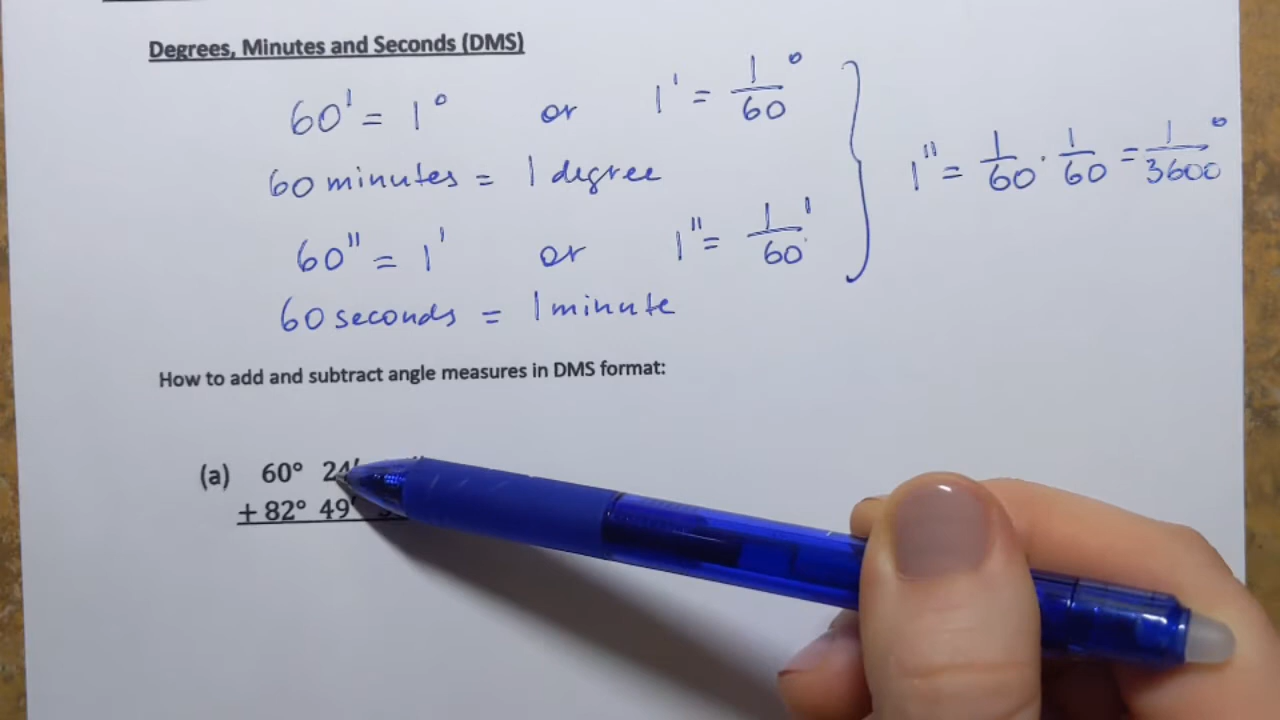 Degrees, Minutes and Seconds (DMS)
60' = 1° or 1' = 1/60°
60 minutes = 1 degree
60" = 1' or 1" = 1/60'
60 seconds = 1 minute
1" = 1/60 · 1/60 = 1/3600°
How to add and subtract angle measures in DMS format:
(a) 60° 24'
+ 82° 49'